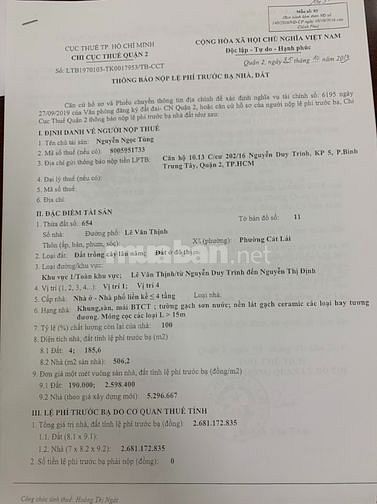 Mẫu số: 01
CỤC THUẾ TP HỒ CHÍ MINH
CHI CỤC THUẾ QUẬN 2
Số: LTB1970103-TK0017953/TB-CCT
CỘNG HÒA XÃ HỘI CHỦ NGHĨA VIỆT NAM
Độc lập - Tự do - Hạnh phúc
Quận 2, ngày
THÔNG BÁO NỘP LỆ PHÍ TRƯỚC BẠ NHÀ, ĐẤT
Căn cứ hồ sơ và Phiếu chuyển thông tin địa chính để xác định nghĩa vụ tài chính số: 6195 ngày
27/09/2019 của Văn phòng đăng ký đất đai- CN Quận 2, hoặc căn cứ hồ sơ của người nộp lệ phí trước bạ, Chi
Cục Thuế Quận 2 thông báo nộp lệ phí trước bạ nhà đất như sau:
I. ĐỊNH DANH VỀ NGƯỜI NỘP THUẾ
1. Tên chủ tài sản: Nguyễn Ngọc Tùng
2. Mã số thuế (nếu có): 8005951733
3. Địa chỉ gửi thông báo nộp tiền LPTB: Căn hộ 10.13 C/cư 202/16 Nguyễn Duy Trinh, KP 5, P.Bình
Trưng Tây, Quận 2, TP.HCM
4. Đại lý thuế (nếu có):
5. Mã số thuế:
6. Địa chỉ:
II. ĐẶC ĐIỂM TÀI SẢN
1. Thửa đất số: 654 Tờ bản đồ số: 11
Số nhà: Đường phố: Lê Văn Thịnh
Thôn (ấp, bản, phum, sóc): Xã (phường): Phường Cát Lái
2. Loại đất: Đất trồng cây lâu năm; Đất ở đô thị
3. Loại đường/khu vực:
Khu vực 1/Toàn khu vực; Lê Văn Thịnh/từ Nguyễn Duy Trinh đến Nguyễn Thị Định
4. Vị trí (1, 2, 3, 4...): Vị trí 1; Vị trí 4
5. Cấp nhà: Nhà ở - Nhà phố liền kề ≤ 4 tầng Loại nhà:
6. Hạng nhà: Khung,sàn, mái BTCT ; tường gạch sơn nước; nền lát gạch ceramic các loại hay tương
đương. Móng cọc các loại L > 15m
7. Tỷ lệ (%) chất lượng còn lại của nhà: 100
8. Diện tích nhà, đất tính lệ phí trước bạ (m2):
8.1 Đất: 4; 185,6
8.2 Nhà (m2 sàn nhà): 506,2
9. Đơn giá một mét vuông sàn nhà, đất tính lệ phí trước bạ (đồng/m2)
9.1 Đất: 190.000; 2.598.400
9.2 Nhà (theo giá xây dựng mới): 5.296.667
III. LỆ PHÍ TRƯỚC BẠ DO CƠ QUAN THUẾ TÍNH
1. Tổng giá trị nhà, đất tính lệ phí trước bạ (đồng): 2.681.172.835
1.1. Đất (8,1 x 9.1):
1.2. Nhà (7 x 8.2 x 9.2): 2.681.172.835
2. Số tiền lệ phí trước bạ phải nộp (đồng): 0
Công chức tính thuế: Hoàng Thị Ngát
muaban.net